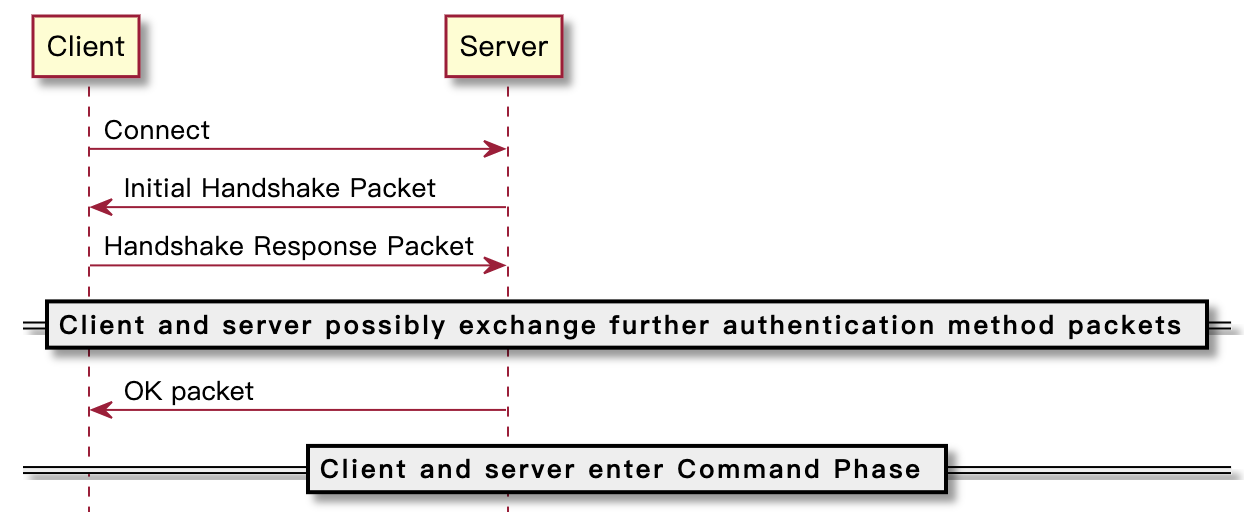 Client
Server
Connect
Initial Handshake Packet
Handshake Response Packet
Client and server possibly exchange further authentication method packets
OK packet
Client and server enter Command Phase